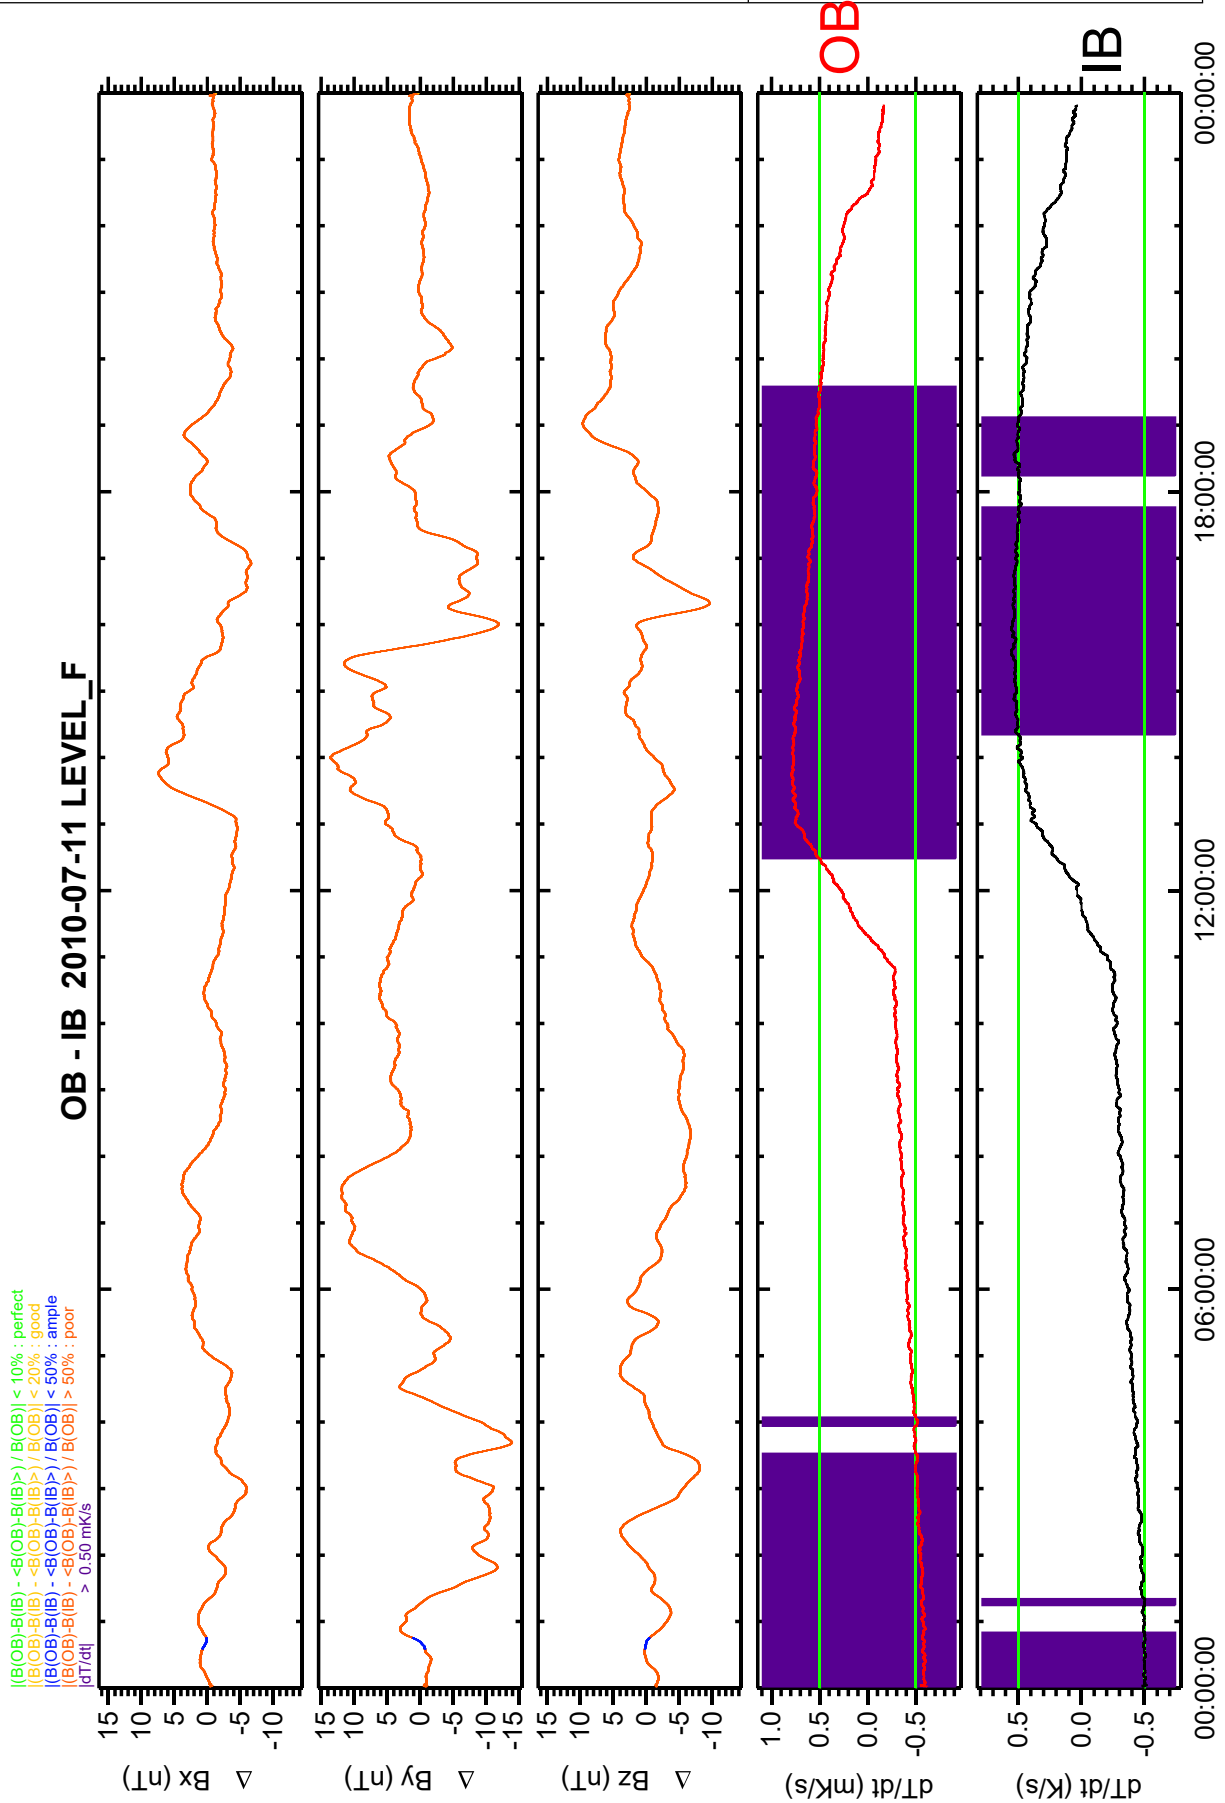 |(B(OB)-B(IB) - <B(OB)-B(IB)>) / B(OB)| < 10% : perfect
|(B(OB)-B(IB) - <B(OB)-B(IB)>) / B(OB)| < 20% : good
|(B(OB)-B(IB) - <B(OB)-B(IB)>) / B(OB)| < 50% : ample
|(B(OB)-B(IB) - <B(OB)-B(IB)>) / B(OB)| > 50% : poor
|dT/dt| > 0.50 mK/s
OB - IB 2010-07-11 LEVEL_F
Δ Bx (nT)
15
10
5
0
-5
-10
Δ By (nT)
15
10
5
0
-5
-10
-15
Δ Bz (nT)
15
10
5
0
-5
-10
dT/dt (mK/s)
1.0
0.5
0.0
-0.5
OB
dT/dt (K/s)
0.5
0.0
-0.5
IB
00:00:00
06:00:00
12:00:00
18:00:00
00:00:00